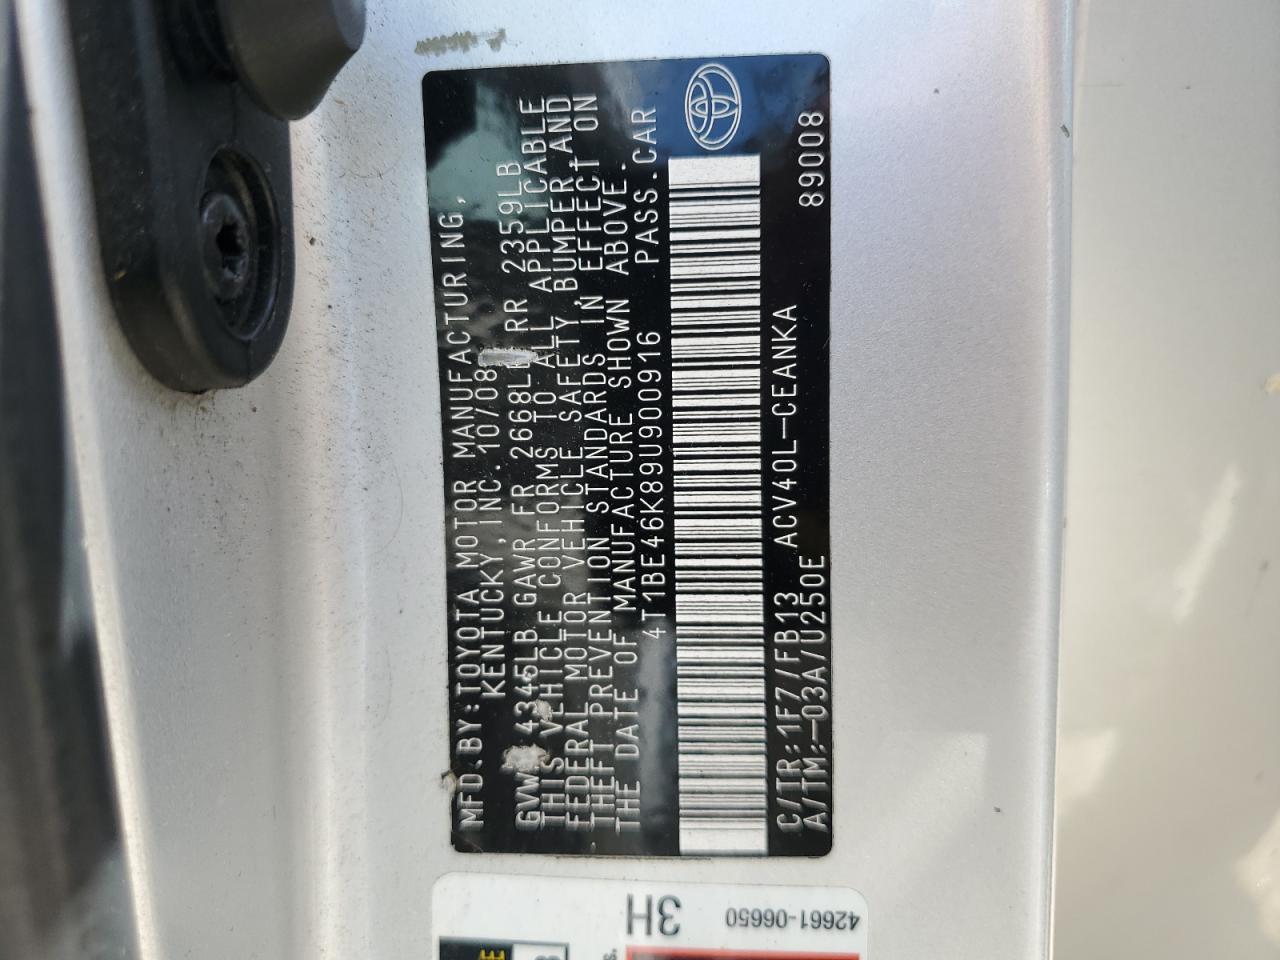 MFD.BY:TOYOTA MOTOR MANUFACTURING,
KENTUCKY,INC. 10/08
4345LB GAWR FR 2668LB RR 2359LB
THIS VEHICLE CONFORMS TO ALL APPLICABLE
FEDERAL MOTOR VEHICLE SAFETY,BUMPER,AND
THEFT PREVENTION STANDARDS IN EFFECT ON
THE DATE OF MANUFACTURE SHOWN ABOVE.
4T1BE46K89U900916 PASS.CAR
C/TR:1F7/FB13 ACV40L-CEANKA 89008
A/TM:-03A/U250E
3H
42661-06650